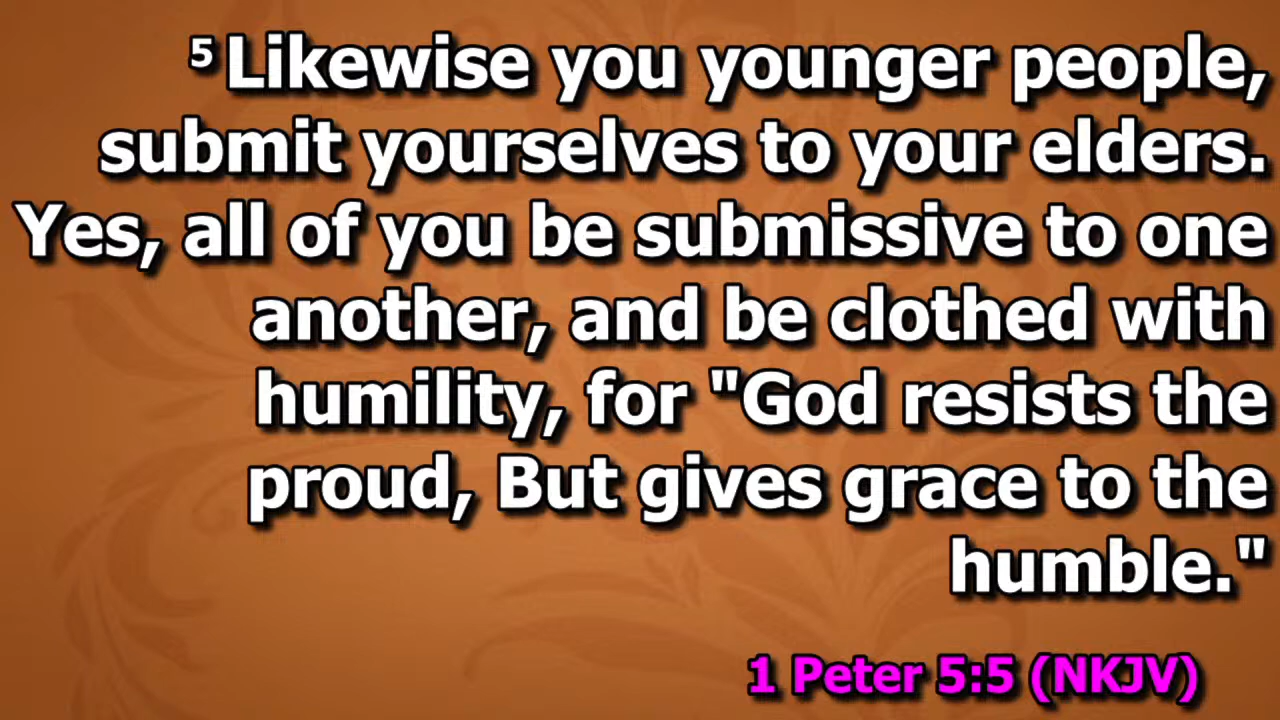 5 Likewise you younger people,
submit yourselves to your elders.
Yes, all of you be submissive to one
another, and be clothed with
humility, for "God resists the
proud, But gives grace to the
humble."
1 Peter 5:5 (NKJV)